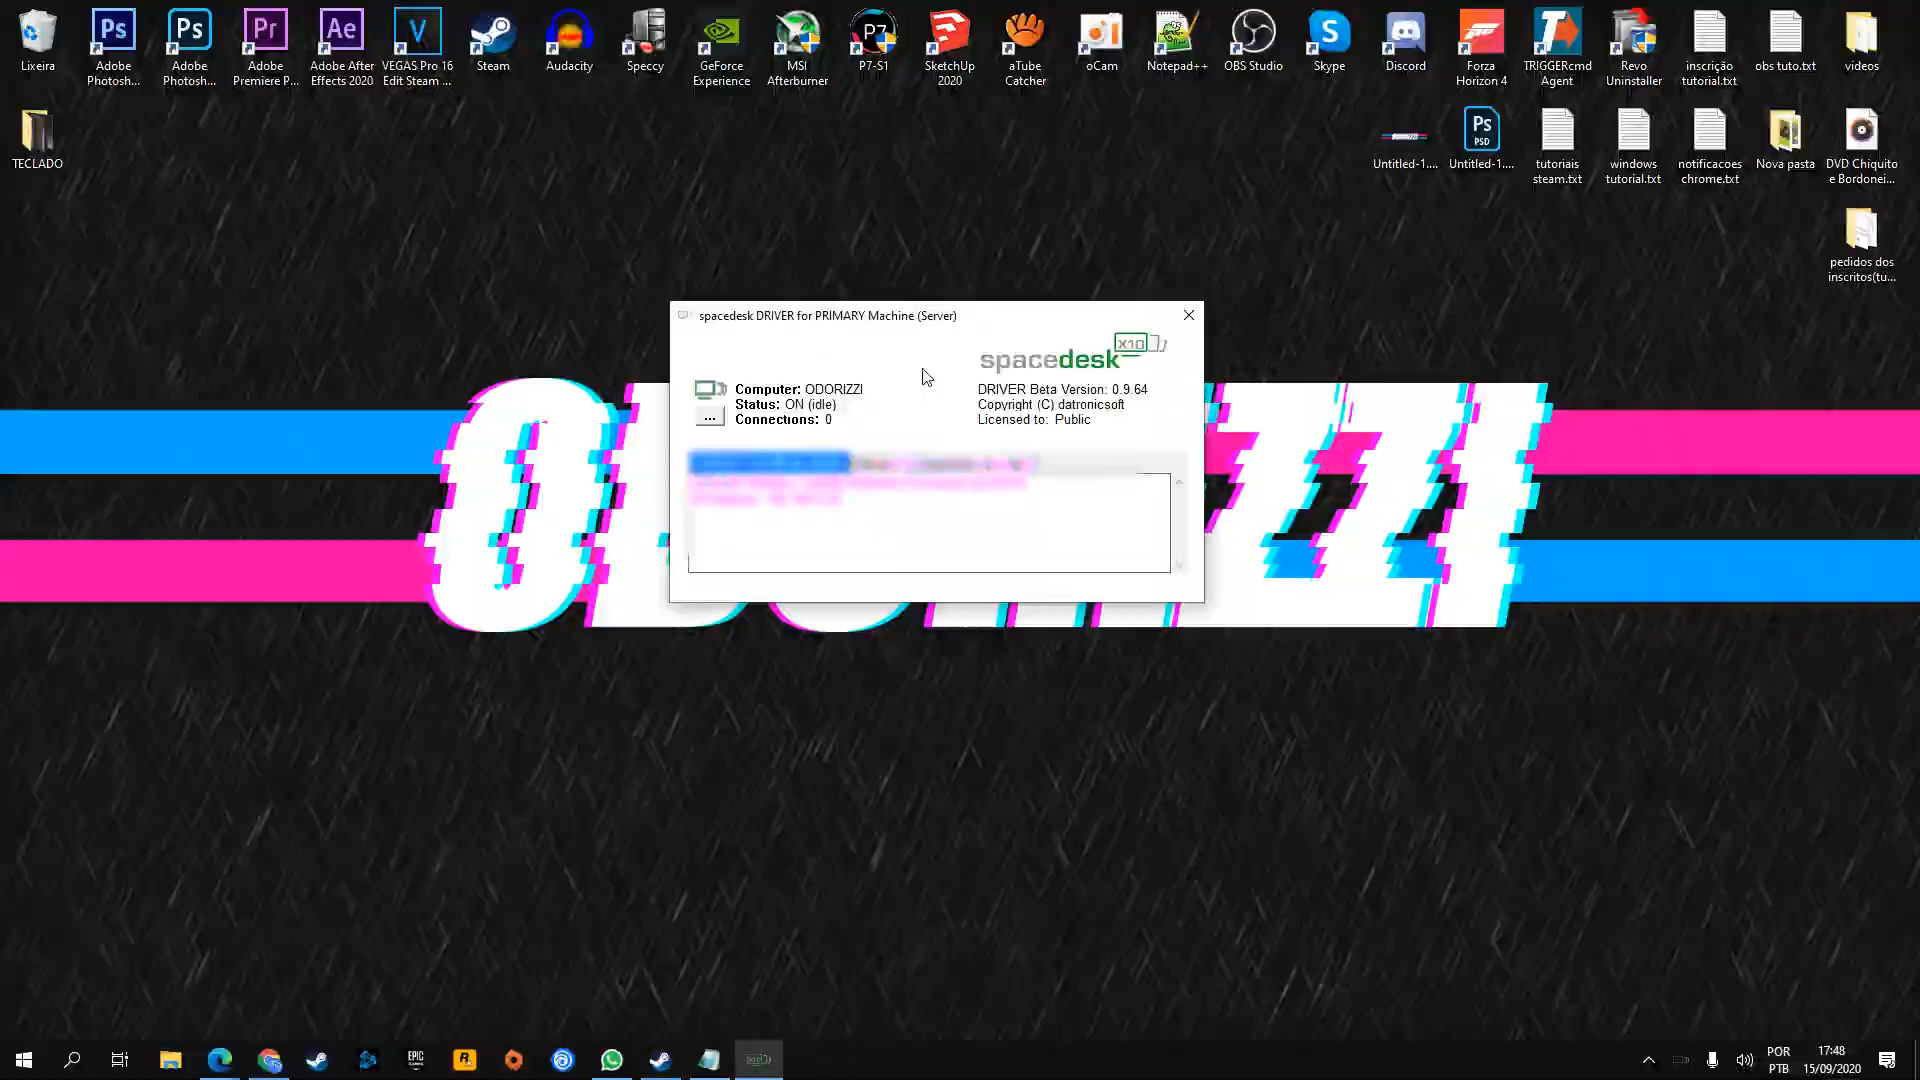 Lixeira
Adobe Photosh...
Adobe Photosh...
Adobe Premiere P...
Adobe After Effects 2020
VEGAS Pro 16 Edit Steam ...
Steam
Audacity
Speccy
GeForce Experience
MSI Afterburner
P7-S1
SketchUp 2020
aTube Catcher
oCam
Notepad++
OBS Studio
Skype
Discord
Forza Horizon 4
TRIGGERcmd Agent
Revo Uninstaller
inscrição tutorial.txt
obs tuto.txt
videos
TECLADO
Untitled-1....
Untitled-1....
tutoriais steam.txt
windows tutorial.txt
notificacoes chrome.txt
Nova pasta
DVD Chiquito e Bordonei...
pedidos dos inscritos(tu...
spacedesk DRIVER for PRIMARY Machine (Server)
spacedesk X10
Computer: ODORIZZI
Status: ON (idle)
Connections: 0
...
DRIVER Beta Version: 0.9.64
Copyright (C) datronicsoft
Licensed to: Public
POR
PTB
17:48
15/09/2020